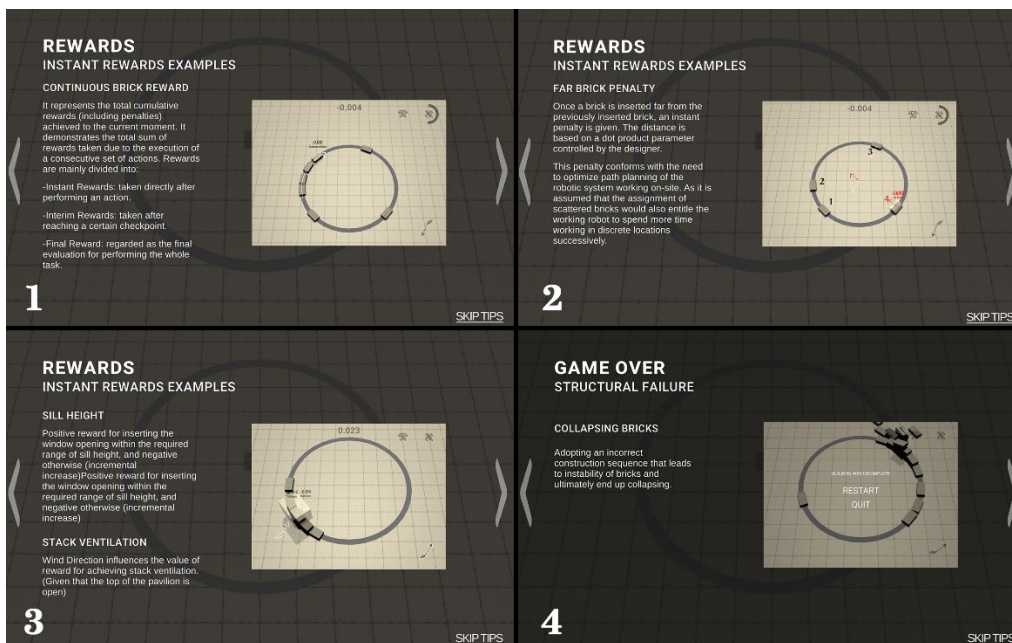 REWARDS
INSTANT REWARDS EXAMPLES
CONTINUOUS BRICK REWARD
It represents the total cumulative
rewards (including penalties)
achieved to the current moment. It
demonstrates the total sum of
rewards taken due to the execution of
a consecutive set of actions. Rewards
are mainly divided into:
-Instant Rewards: taken directly after
performing an action.
-Interim Rewards: taken after
reaching a certain checkpoint.
-Final Reward: regarded as the final
evaluation for performing the whole
task.
-0.004
1
SKIP TIPS
REWARDS
INSTANT REWARDS EXAMPLES
FAR BRICK PENALTY
Once a brick is inserted far from the
previously inserted brick, an instant
penalty is given. The distance is
based on a dot product parameter
controlled by the designer.
This penalty conforms with the need
to optimize path planning of the
robotic system working on-site. As it is
assumed that the assignment of
scattered bricks would also entitle the
working robot to spend more time
working in discrete locations
successively.
-0.004
3
2
4
1
2
SKIP TIPS
REWARDS
INSTANT REWARDS EXAMPLES
SILL HEIGHT
Positive reward for inserting the
window opening within the required
range of sill height, and negative
otherwise (incremental
increase)Positive reward for inserting
the window opening within the
required range of sill height, and
negative otherwise (incremental
increase)
STACK VENTILATION
Wind Direction influences the value of
reward for achieving stack ventilation.
(Given that the top of the pavilion is
open)
0.023
3
SKIP TIPS
GAME OVER
STRUCTURAL FAILURE
COLLAPSING BRICKS
Adopting an incorrect
construction sequence that leads
to instability of bricks and
ultimately end up collapsing.
RESTART
QUIT
4
SKIP TIPS